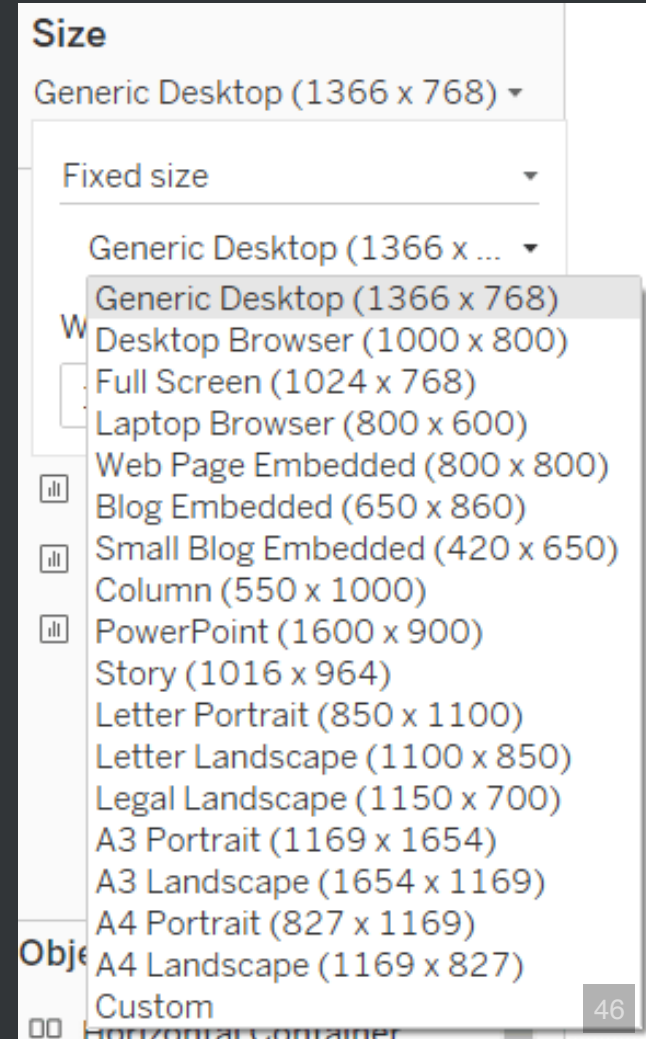 Size
Generic Desktop (1366 x 768)
Fixed size
Generic Desktop (1366 x ...
Generic Desktop (1366 x 768)
W
Desktop Browser (1000 x 800)
Full Screen (1024 x 768)
Laptop Browser (800 x 600)
Web Page Embedded (800 x 800)
Blog Embedded (650 x 860)
Small Blog Embedded (420 x 650)
Column (550 x 1000)
PowerPoint (1600 x 900)
Story (1016 x 964)
Letter Portrait (850 x 1100)
Letter Landscape (1100 x 850)
Legal Landscape (1150 x 700)
A3 Portrait (1169 x 1654)
A3 Landscape (1654 x 1169)
A4 Portrait (827 x 1169)
Obje
A4 Landscape (1169 x 827)
Custom
46
Horizontal Container